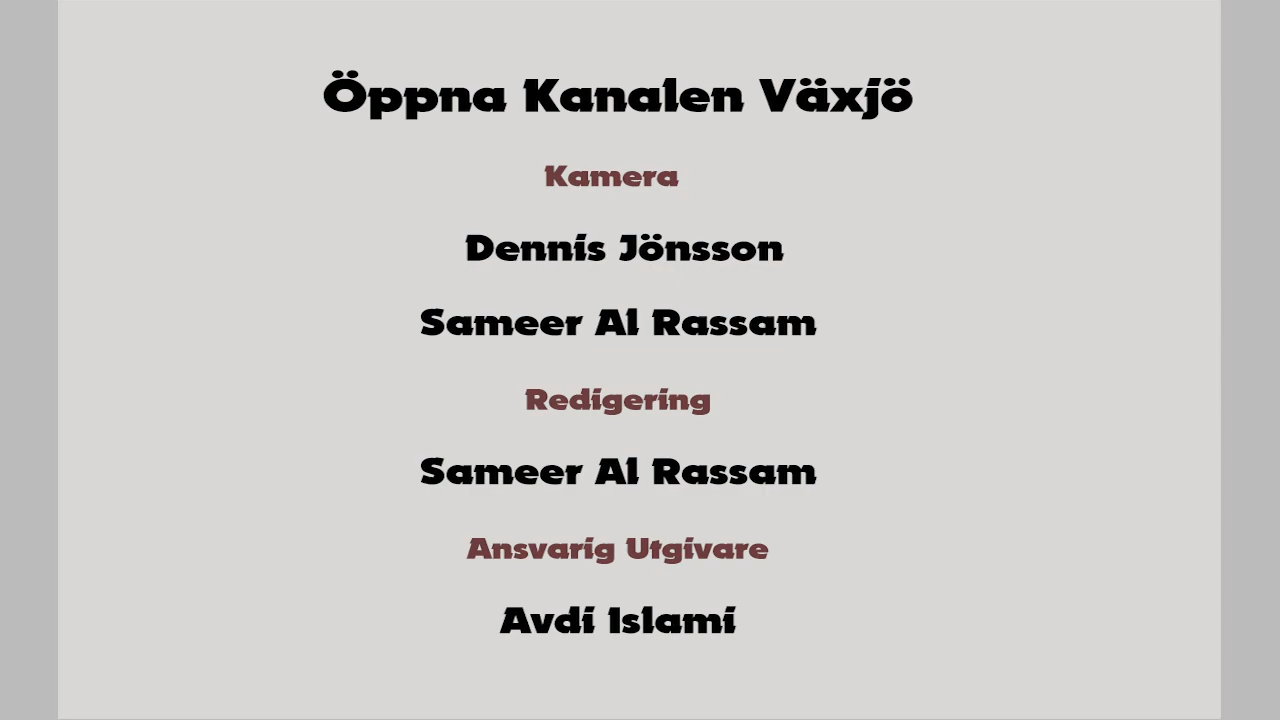 Öppna Kanalen Växjö
Kamera
Dennis Jönsson
Sameer Al Rassam
Redigering
Sameer Al Rassam
Ansvarig Utgivare
Avdi Islami